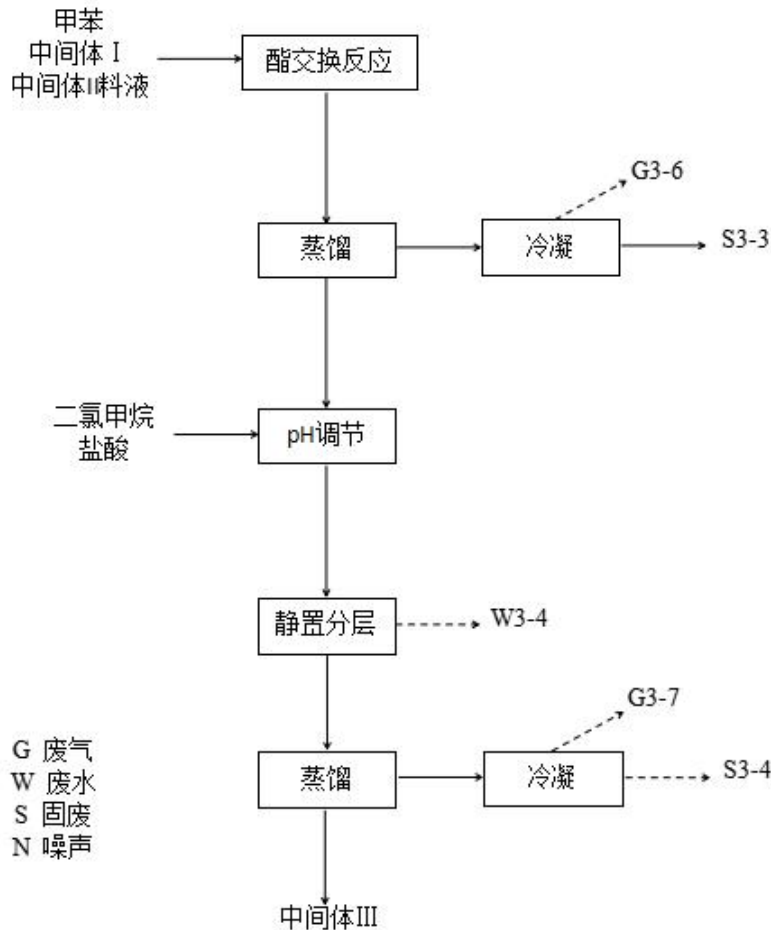 甲苯
中间体Ⅰ
中间体II料液
酯交换反应
G3-6
蒸馏
冷凝
S3-3
二氯甲烷
盐酸
pH调节
静置分层
W3-4
G3-7
蒸馏
冷凝
S3-4
G 废气
W 废水
S 固废
N 噪声
中间体III